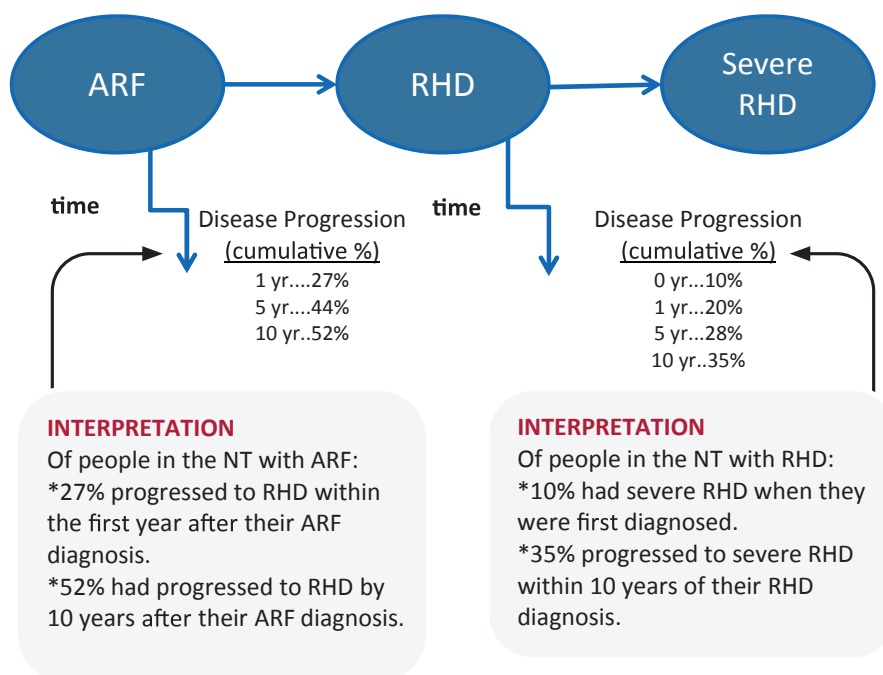 ARF
RHD
Severe
RHD
time
Disease Progression
(cumulative %)
1 yr....27%
5 yr...44%
10 yr..52%
time
Disease Progression
(cumulative %)
0 yr...10%
1 yr...20%
5 yr...28%
10 yr..35%
INTERPRETATION
Of people in the NT with ARF:
*27% progressed to RHD within
the first year after their ARF
diagnosis.
*52% had progressed to RHD by
10 years after their ARF diagnosis.
INTERPRETATION
Of people in the NT with RHD:
*10% had severe RHD when they
were first diagnosed.
*35% progressed to severe RHD
within 10 years of their RHD
diagnosis.